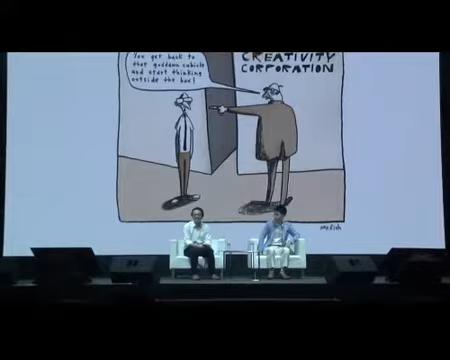 You get back to
that goddamn cubicle
and start thinking
outside the box!
CREATIVITY
CORPORATION